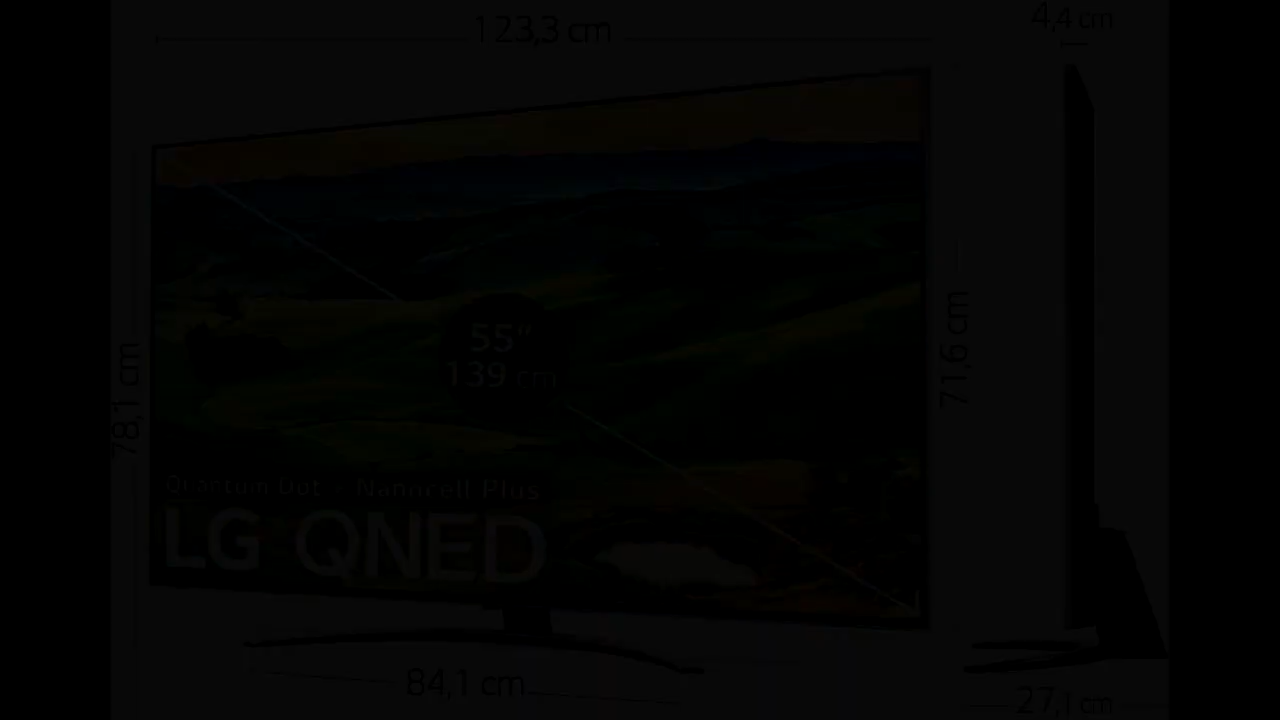 123,3 cm
4,4 cm
78,1 cm
71,6 cm
55"
139 cm
Quantum Dot + Nanocell Plus
LG QNED
84,1 cm
27,1 cm